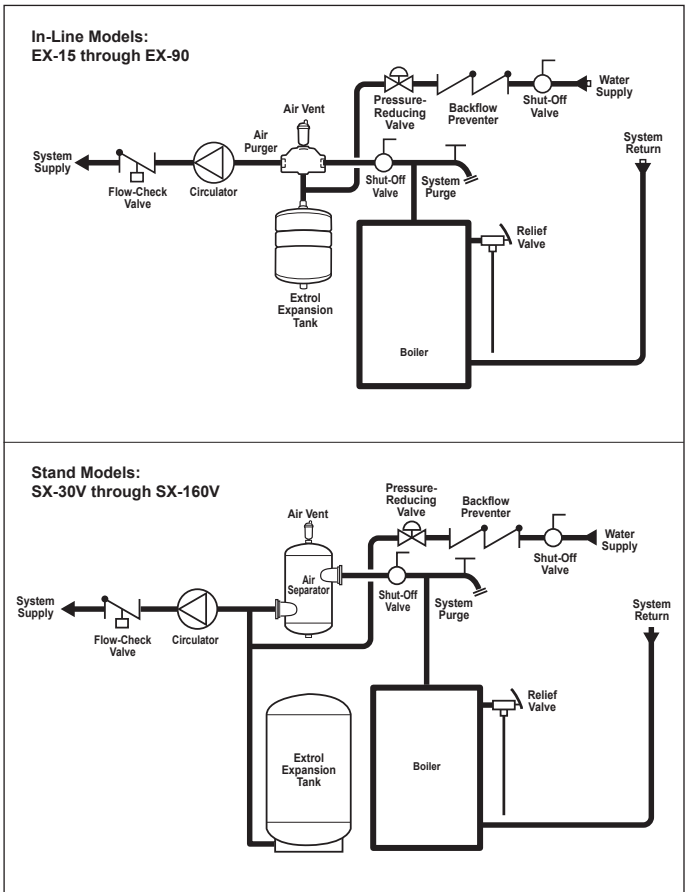 In-Line Models:
EX-15 through EX-90
Air Vent
Pressure-
Reducing
Valve
Backflow
Preventer
Shut-Off
Valve
Water
Supply
System
Return
Air
Purger
System
Supply
Flow-Check
Valve
Circulator
Shut-Off
Valve
System
Purge
Relief
Valve
Extrol
Expansion
Tank
Boiler
Stand Models:
SX-30V through SX-160V
Air Vent
Pressure-
Reducing
Valve
Backflow
Preventer
Shut-Off
Valve
Water
Supply
Air
Separator
System
Supply
Flow-Check
Valve
Circulator
Shut-Off
Valve
System
Purge
System
Return
Relief
Valve
Extrol
Expansion
Tank
Boiler